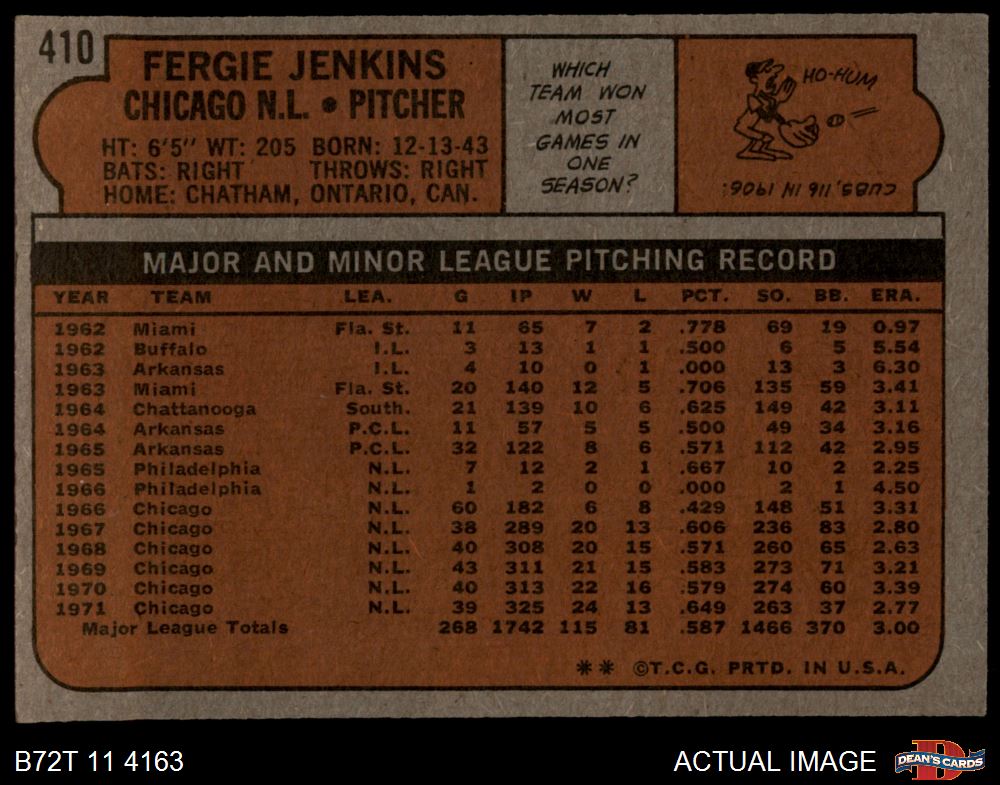 410
FERGIE JENKINS
CHICAGO N.L. • PITCHER
HT: 6'5" WT: 205 BORN: 12-13-43
BATS: RIGHT THROWS: RIGHT
HOME: CHATHAM, ONTARIO, CAN.
WHICH
TEAM WON
MOST
GAMES IN
ONE
SEASON?
HO-HUM
CUBS, 116 IN 1906.
MAJOR AND MINOR LEAGUE PITCHING RECORD
YEAR TEAM LEA. G IP W L PCT. SO. BB. ERA.
1962 Miami Fla. St. 11 65 7 2 .778 69 19 0.97
1962 Buffalo I.L. 3 13 1 1 .500 6 5 5.54
1963 Arkansas I.L. 4 10 0 1 .000 13 3 6.30
1963 Miami Fla. St. 20 140 12 5 .706 135 59 3.41
1964 Chattanooga South. 21 139 10 6 .625 149 42 3.11
1964 Arkansas P.C.L. 11 57 5 5 .500 49 34 3.16
1965 Arkansas P.C.L. 32 122 8 6 .571 112 42 2.95
1965 Philadelphia N.L. 7 12 2 1 .667 10 2 2.25
1966 Philadelphia N.L. 1 2 0 0 .000 2 1 4.50
1966 Chicago N.L. 60 182 6 8 .429 148 51 3.31
1967 Chicago N.L. 38 289 20 13 .606 236 83 2.80
1968 Chicago N.L. 40 308 20 15 .571 260 65 2.63
1969 Chicago N.L. 43 311 21 15 .583 273 71 3.21
1970 Chicago N.L. 40 313 22 16 .579 274 60 3.39
1971 Chicago N.L. 39 325 24 13 .649 263 37 2.77
Major League Totals 268 1742 115 81 .587 1466 370 3.00
** ©T.C.G. PRTD. IN U.S.A.
B72T 11 4163
ACTUAL IMAGE
D
DEAN'S CARDS